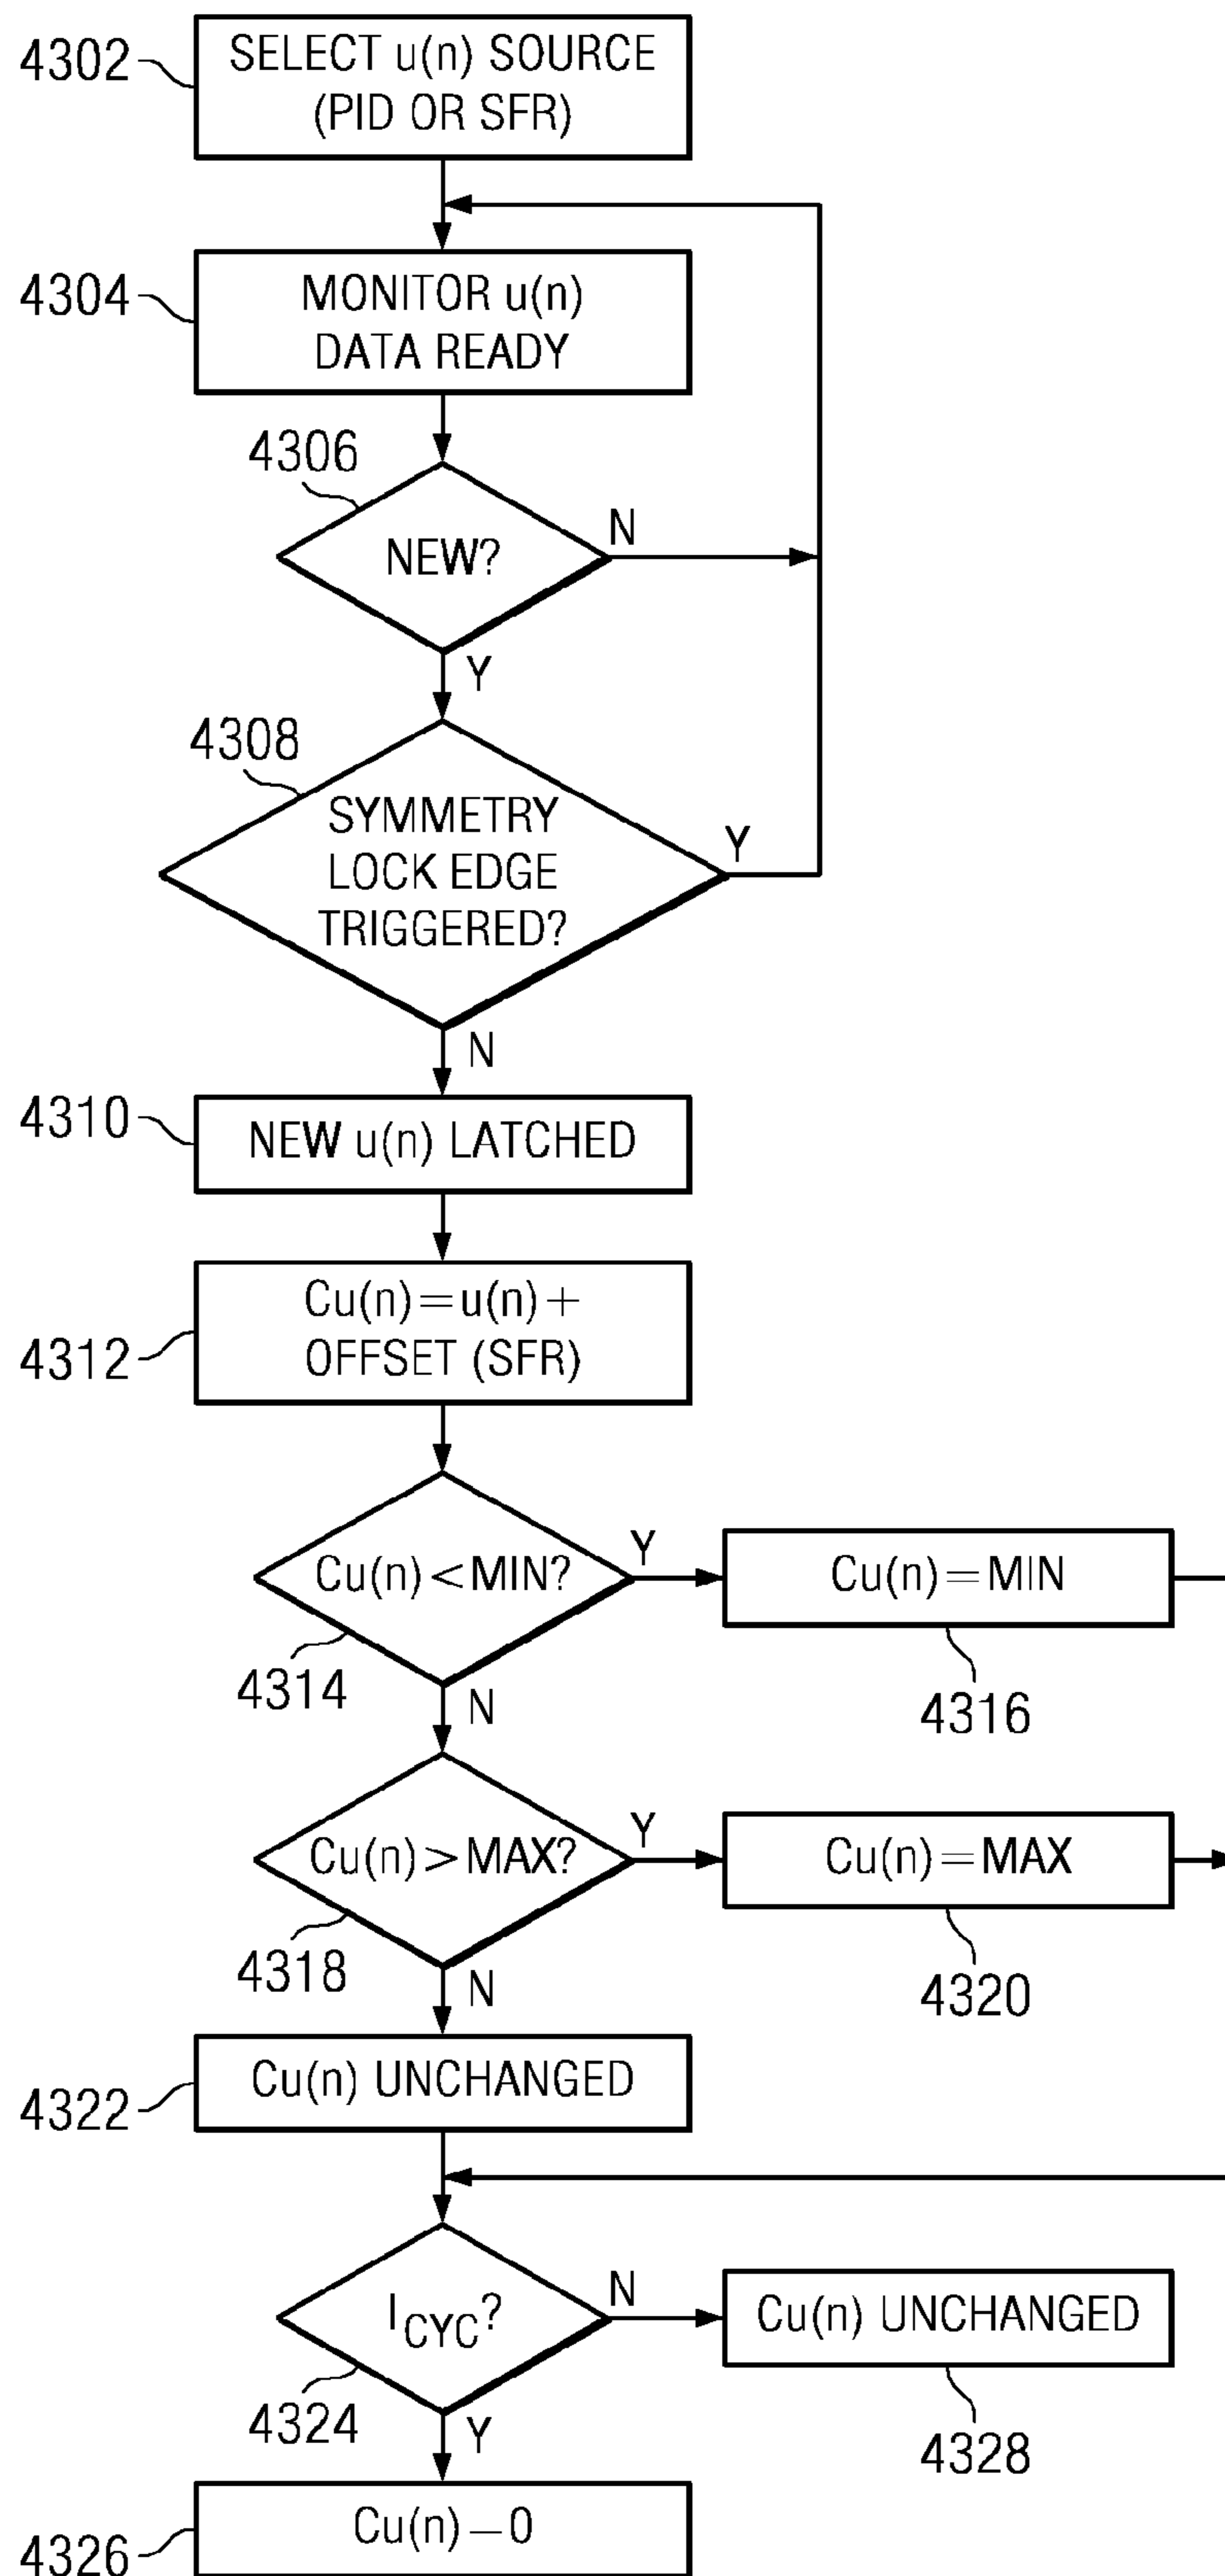 4302
SELECT u(n) SOURCE
(PID OR SFR)
4304
MONITOR u(n)
DATA READY
4306
NEW?
N
Y
4308
SYMMETRY
LOCK EDGE
TRIGGERED?
Y
N
4310
NEW u(n) LATCHED
4312
Cu(n)=u(n)+
OFFSET (SFR)
Cu(n)<MIN?
Y
Cu(n)=MIN
4314
N
4316
Cu(n)>MAX?
Y
Cu(n)=MAX
4318
N
4320
4322
Cu(n) UNCHANGED
I_CYC?
N
Cu(n) UNCHANGED
4324
Y
4328
4326
Cu(n)–0